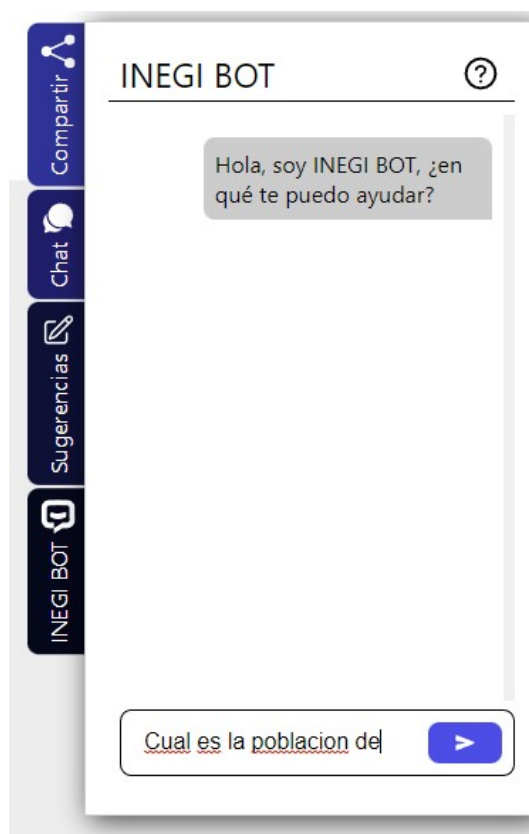 Compartir
Chat
Sugerencias
INEGI BOT
INEGI BOT
?
Hola, soy INEGI BOT, ¿en
qué te puedo ayudar?
Cual es la poblacion de